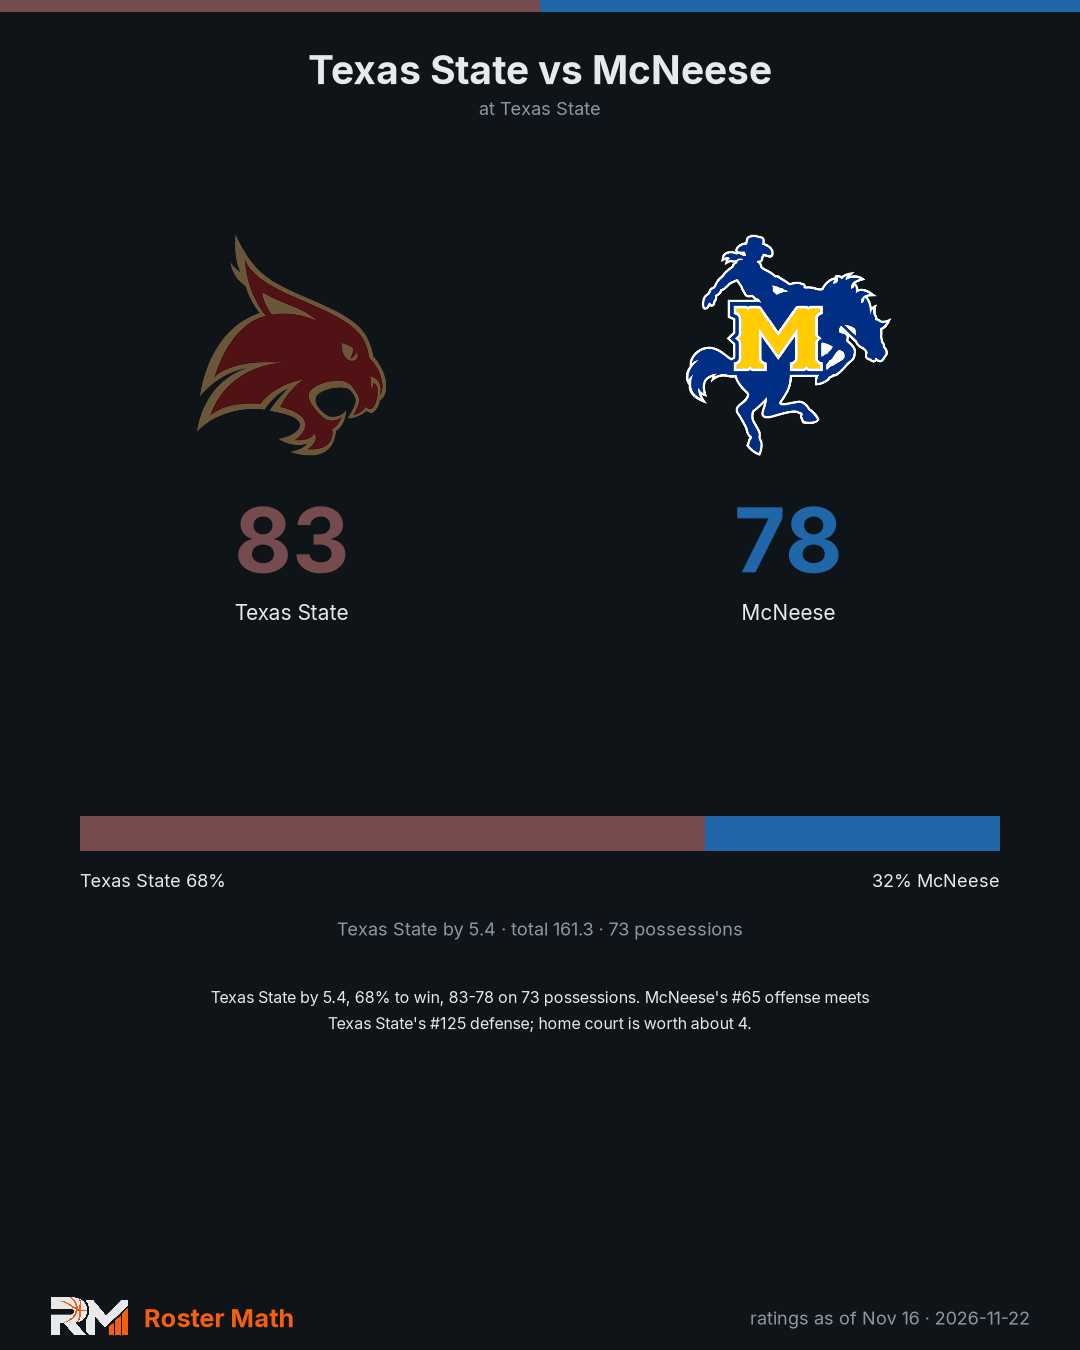 Texas State vs McNeese
at Texas State
M
83
78
Texas State
McNeese
Texas State 68%
32% McNeese
Texas State by 5.4 · total 161.3 · 73 possessions
Texas State by 5.4, 68% to win, 83-78 on 73 possessions. McNeese's #65 offense meets
Texas State's #125 defense; home court is worth about 4.
RM Roster Math
ratings as of Nov 16 · 2026-11-22